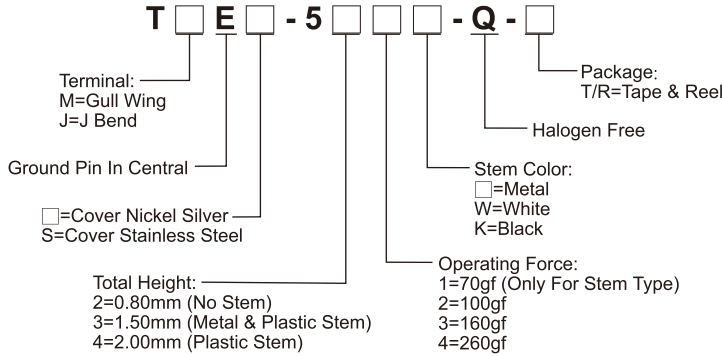 T□E□-5□□□-Q-□
Terminal:
M=Gull Wing
J=J Bend
Ground Pin In Central
□=Cover Nickel Silver
S=Cover Stainless Steel
Total Height:
2=0.80mm (No Stem)
3=1.50mm (Metal & Plastic Stem)
4=2.00mm (Plastic Stem)
Package:
T/R=Tape & Reel
Halogen Free
Stem Color:
□=Metal
W=White
K=Black
Operating Force:
1=70gf (Only For Stem Type)
2=100gf
3=160gf
4=260gf